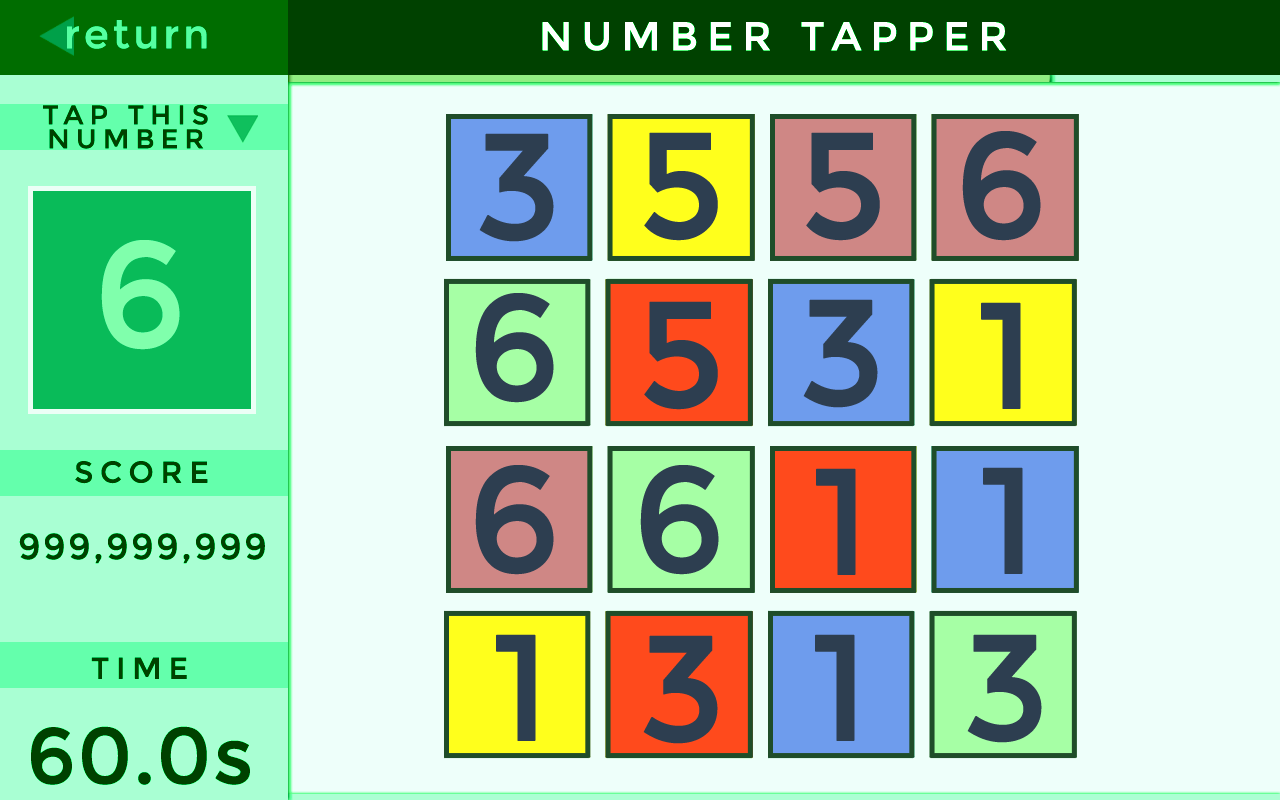 return
NUMBER TAPPER
TAP THIS
NUMBER
6
SCORE
999,999,999
TIME
60.0s
3 5 5 6
6 5 3 1
6 6 1 1
1 3 1 3